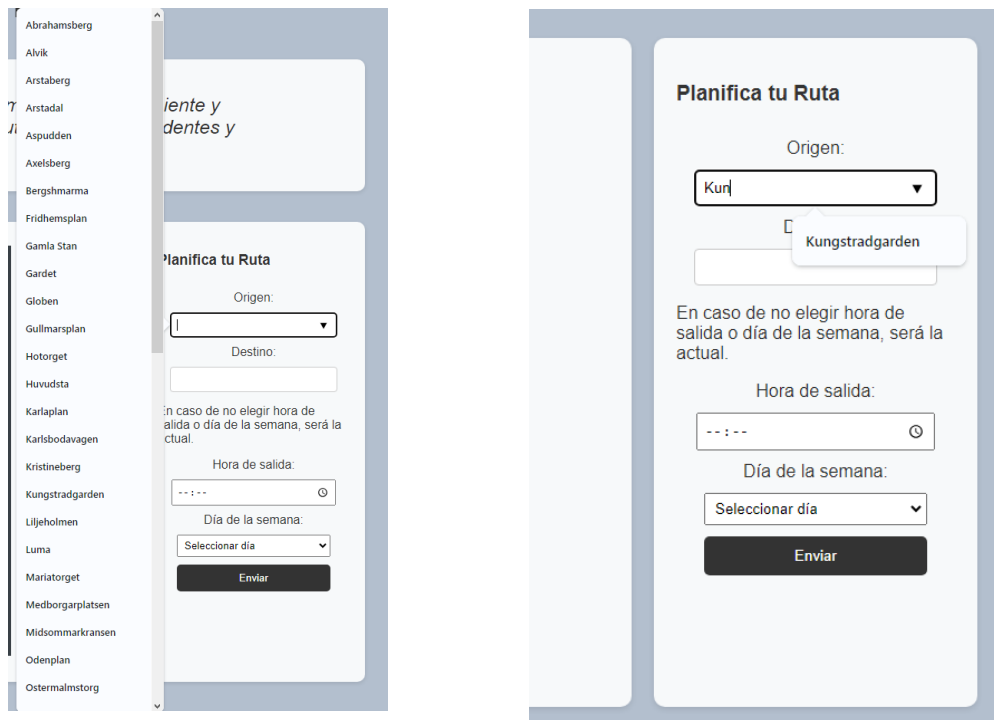 Abrahamsberg
Alvik
Arstaberg
Arstadal
Aspudden
Axelsberg
Bergshmarma
Fridhemsplan
Gamla Stan
Gardet
Globen
Gullmarsplan
Hotorget
Huvudsta
Karlaplan
Karlsbodavagen
Kristineberg
Kungstradgarden
Liljeholmen
Luma
Mariatorget
Medborgarplatsen
Midsommarkransen
Odenplan
Ostermalmstorg
iente y
dentes y
Planifica tu Ruta
Origen:
Destino:
En caso de no elegir hora de
alida o día de la semana, será la
ctual.
Hora de salida:
--:--
Día de la semana:
Seleccionar día
Enviar
Planifica tu Ruta
Origen:
Kun
D
Kungstradgarden
En caso de no elegir hora de
salida o día de la semana, será la
actual.
Hora de salida:
--:--
Día de la semana:
Seleccionar día
Enviar